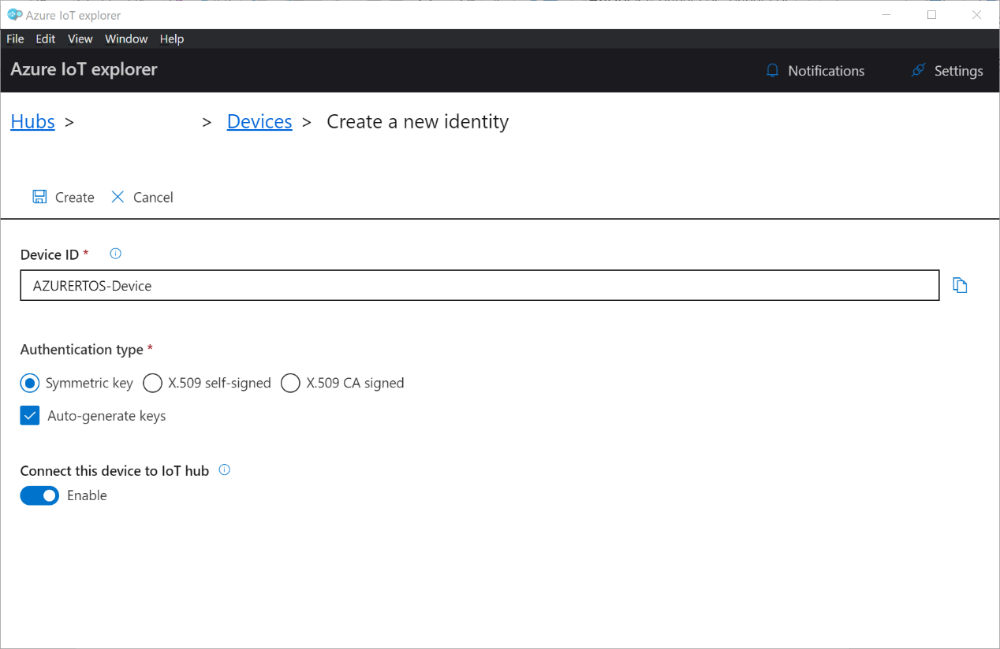 Azure IoT explorer
File Edit View Window Help
Azure IoT explorer Notifications Settings
Hubs > > Devices > Create a new identity
Create Cancel
Device ID *
AZURERTOS-Device
Authentication type *
Symmetric key X.509 self-signed X.509 CA signed
Auto-generate keys
Connect this device to IoT hub
Enable